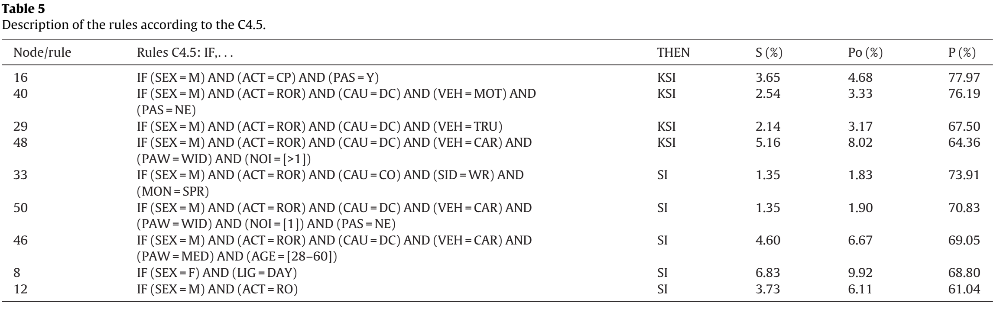 Table 5
Description of the rules according to the C4.5.
Node/rule Rules C4.5: IF,... THEN S (%) Po (%) P (%)
16 IF (SEX = M) AND (ACT = CP) AND (PAS = Y) KSI 3.65 4.68 77.97
40 IF (SEX = M) AND (ACT = ROR) AND (CAU = DC) AND (VEH = MOT) AND KSI 2.54 3.33 76.19
(PAS = NE)
29 IF (SEX = M) AND (ACT = ROR) AND (CAU = DC) AND (VEH = TRU) KSI 2.14 3.17 67.50
48 IF (SEX = M) AND (ACT = ROR) AND (CAU = DC) AND (VEH = CAR) AND KSI 5.16 8.02 64.36
(PAW = WID) AND (NOI = [>1])
33 IF (SEX = M) AND (ACT = ROR) AND (CAU = CO) AND (SID = WR) AND SI 1.35 1.83 73.91
(MON = SPR)
50 IF (SEX = M) AND (ACT = ROR) AND (CAU = DC) AND (VEH = CAR) AND SI 1.35 1.90 70.83
(PAW = WID) AND (NOI = [1]) AND (PAS = NE)
46 IF (SEX = M) AND (ACT = ROR) AND (CAU = DC) AND (VEH = CAR) AND SI 4.60 6.67 69.05
(PAW = MED) AND (AGE = [28–60])
8 IF (SEX = F) AND (LIG = DAY) SI 6.83 9.92 68.80
12 IF (SEX = M) AND (ACT = RO) SI 3.73 6.11 61.04